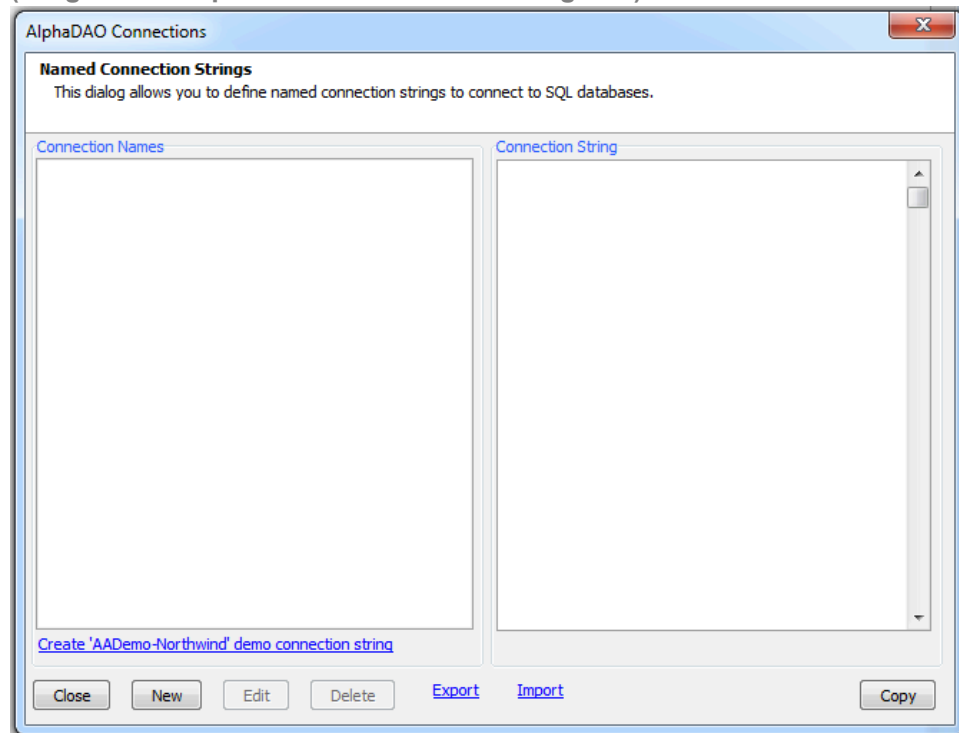 AlphaDAO Connections
Named Connection Strings
This dialog allows you to define named connection strings to connect to SQL databases.
Connection Names
Connection String
Create 'AADemo-Northwind' demo connection string
Close New Edit Delete Export Import Copy